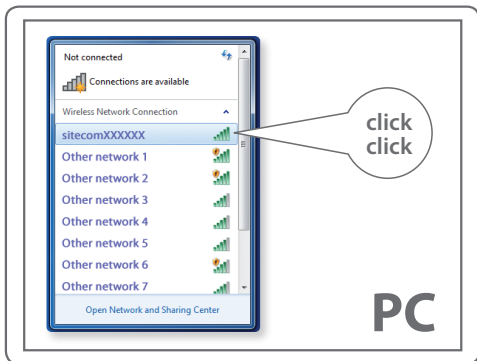 Not connected
Connections are available
Wireless Network Connection
sitecomXXXXXX
Other network 1
Other network 2
Other network 3
Other network 4
Other network 5
Other network 6
Other network 7
Open Network and Sharing Center
click
click
PC